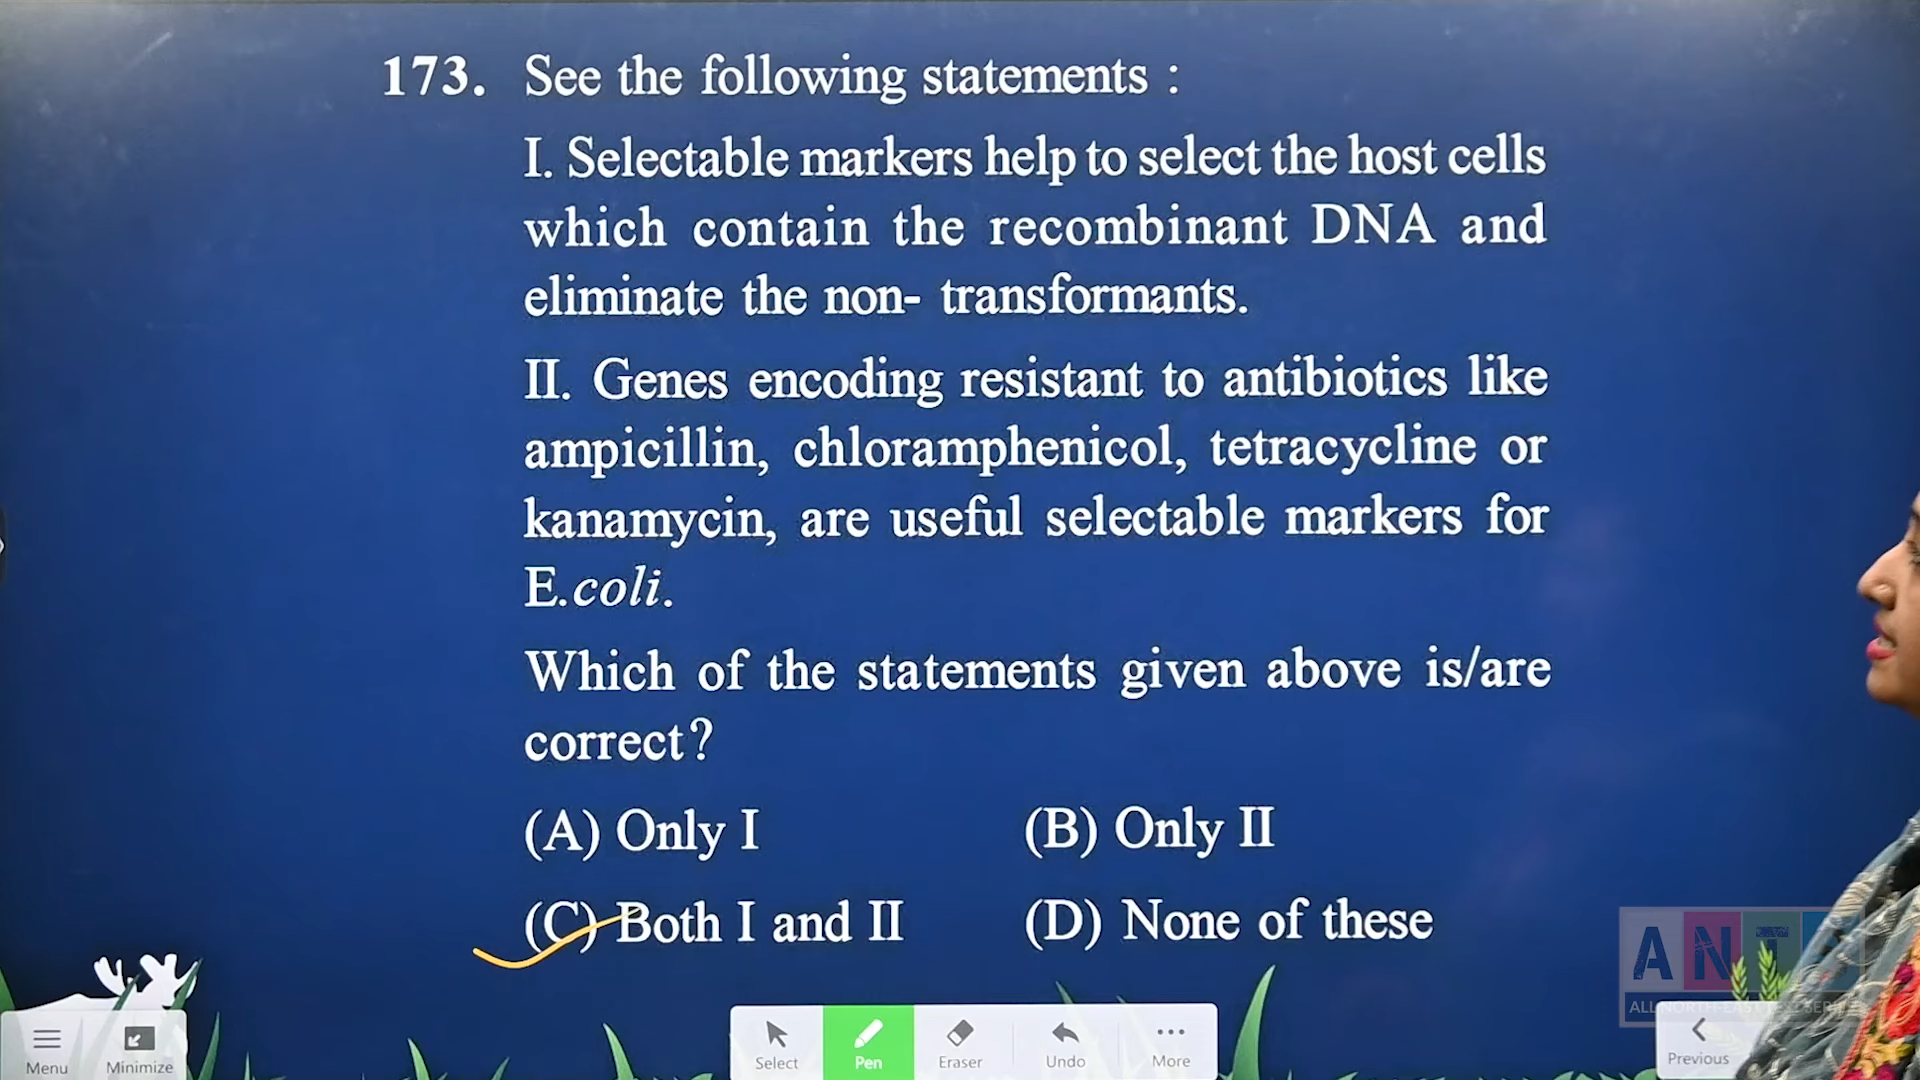 173. See the following statements :
I. Selectable markers help to select the host cells
which contain the recombinant DNA and
eliminate the non- transformants.
II. Genes encoding resistant to antibiotics like
ampicillin, chloramphenicol, tetracycline or
kanamycin, are useful selectable markers for
E.coli.
Which of the statements given above is/are
correct?
(A) Only I (B) Only II
(C) Both I and II (D) None of these
Menu Minimize Select Pen Eraser Undo More Previous
ANT